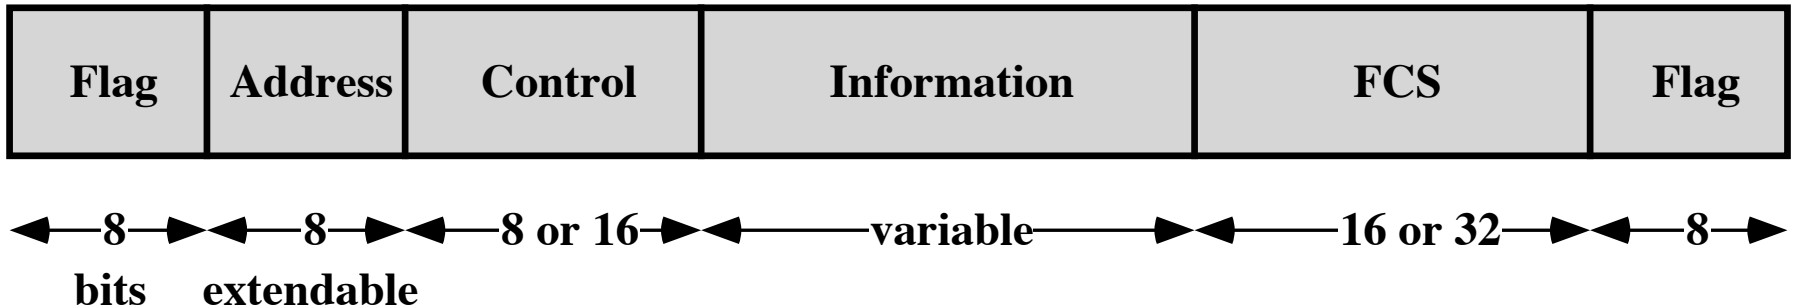 Flag Address Control Information FCS Flag
8 8 8 or 16 variable 16 or 32 8
bits extendable